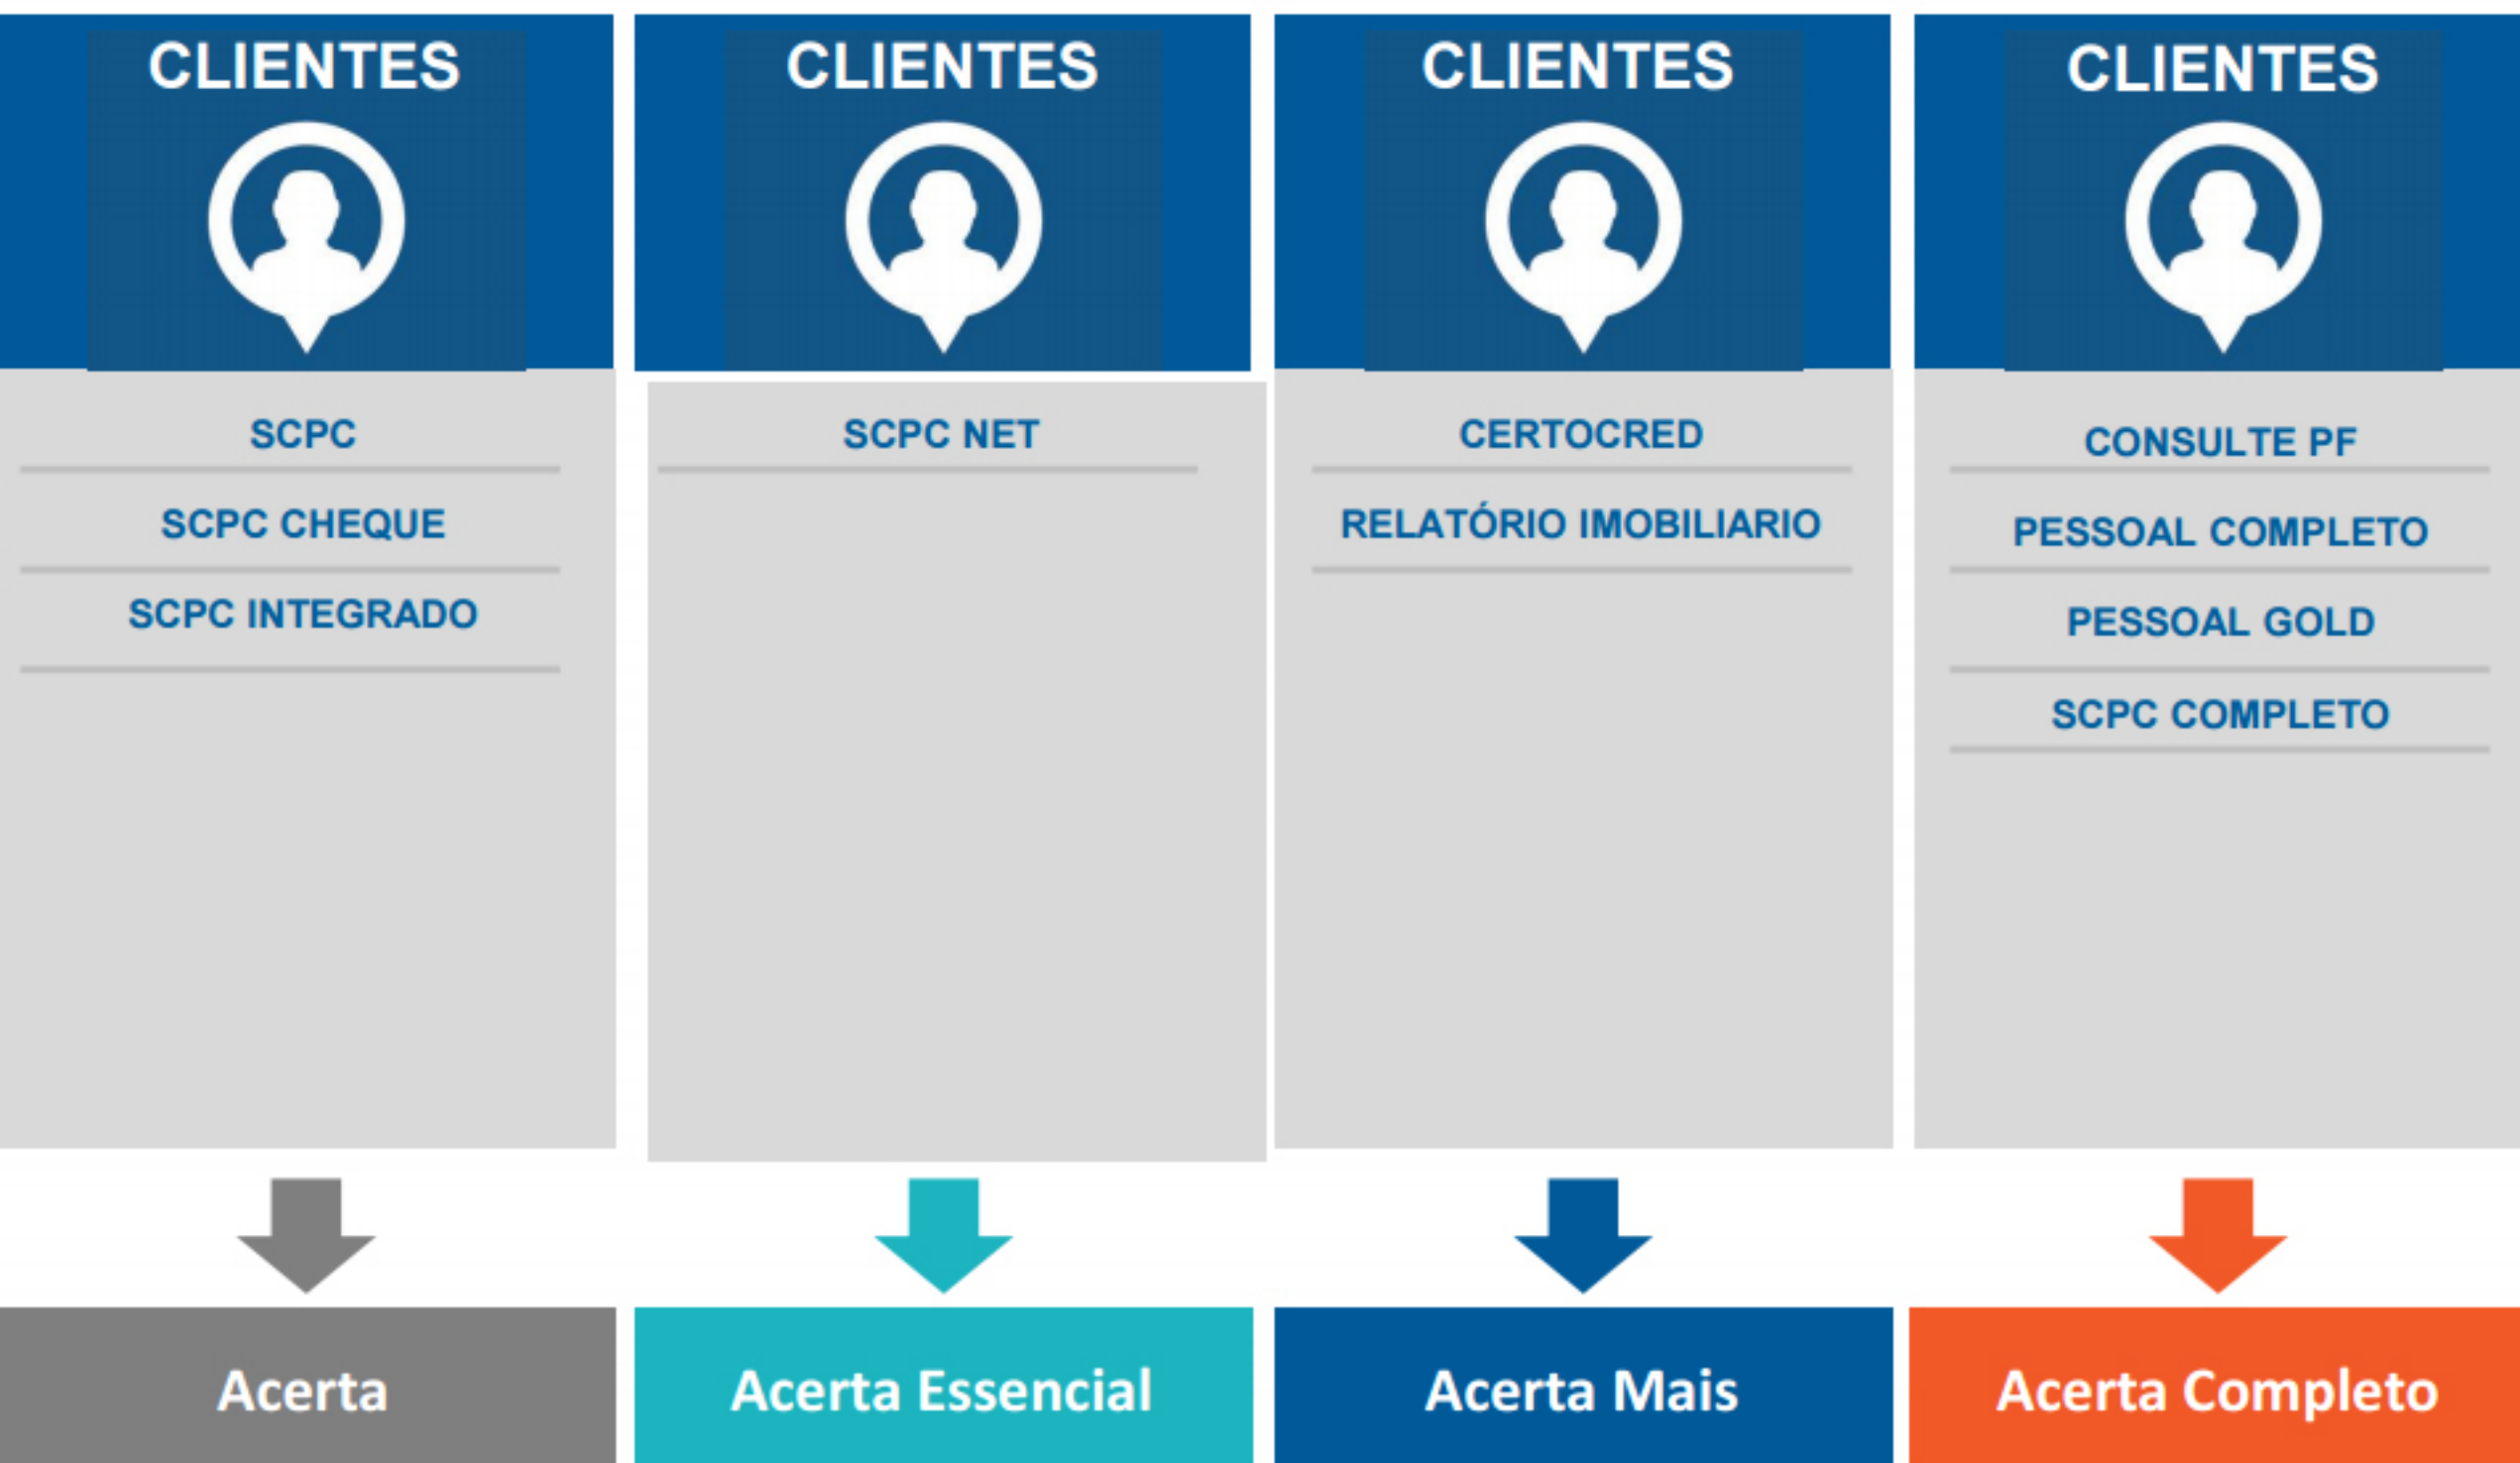 CLIENTES
SCPC
SCPC CHEQUE
SCPC INTEGRADO
Acerta
CLIENTES
SCPC NET
Acerta Essencial
CLIENTES
CERTOCRED
RELATÓRIO IMOBILIARIO
Acerta Mais
CLIENTES
CONSULTE PF
PESSOAL COMPLETO
PESSOAL GOLD
SCPC COMPLETO
Acerta Completo